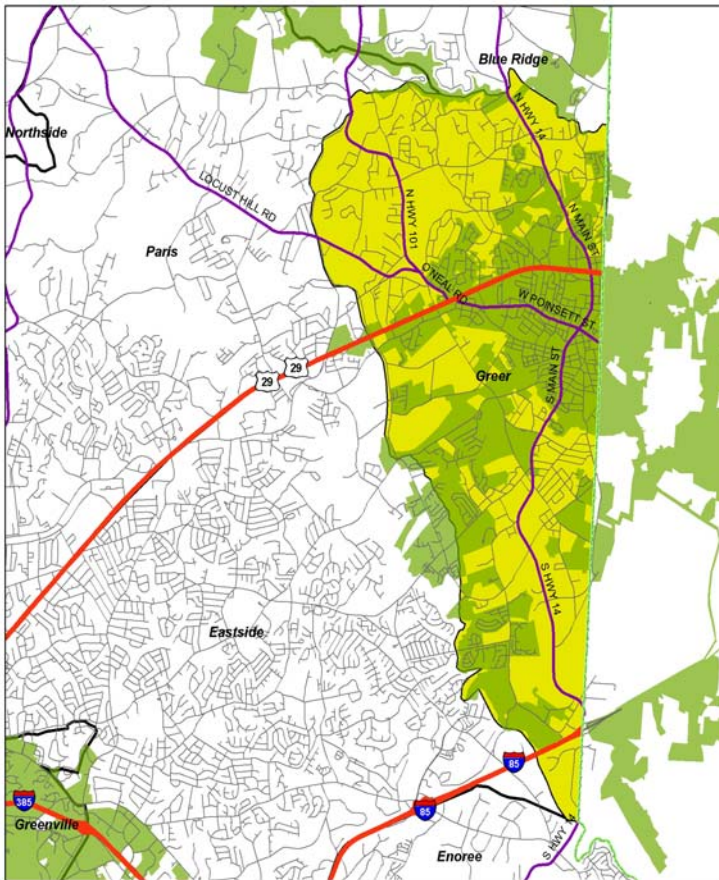 Blue Ridge
Northside
N HWY 14
LOCUST HILL RD
N HWY 101
N MAIN ST
Paris
O'NEAL RD
W POINSETT ST
29
29
Greer
S MAIN ST
S HWY 14
Eastside
85
385
85
Greenville
Enoree
S HWY 14